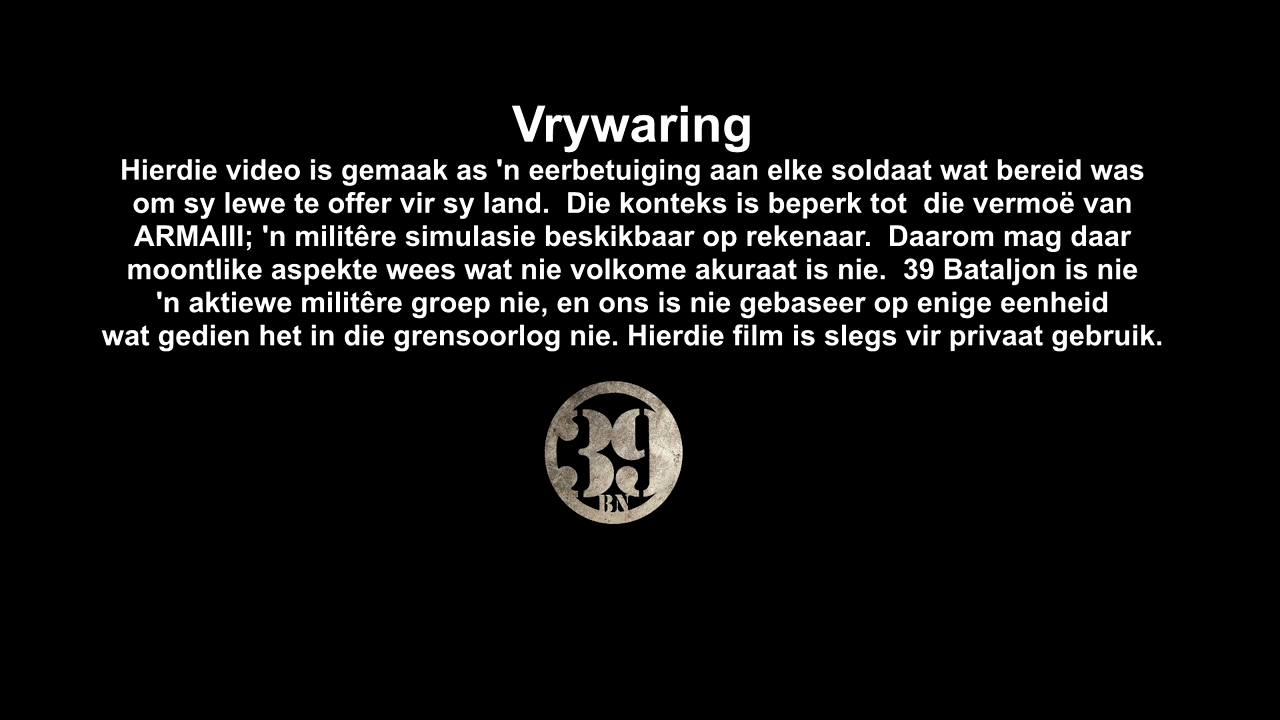 Vrywaring
Hierdie video is gemaak as 'n eerbetuiging aan elke soldaat wat bereid was
om sy lewe te offer vir sy land.  Die konteks is beperk tot  die vermoë van
ARMAIII; 'n militêre simulasie beskikbaar op rekenaar.  Daarom mag daar
moontlike aspekte wees wat nie volkome akuraat is nie.  39 Bataljon is nie
'n aktiewe militêre groep nie, en ons is nie gebaseer op enige eenheid
wat gedien het in die grensoorlog nie. Hierdie film is slegs vir privaat gebruik.
39
BN